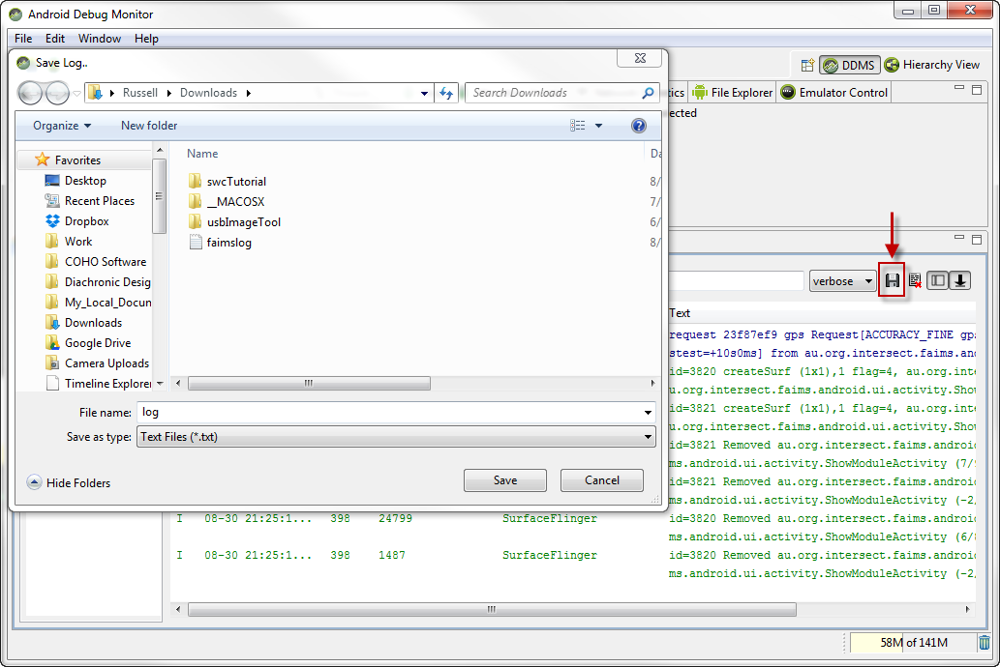 Android Debug Monitor
File Edit Window Help
Save Log..
DDMS Hierarchy View
Russell Downloads
Search Downloads
tics File Explorer Emulator Control
ected
Organize New folder
Favorites
Desktop
Recent Places
Dropbox
Work
COHO Software
Diachronic Desig
My_Local_Docun
Downloads
Google Drive
Camera Uploads
Timeline Explorer
Name Da
swcTutorial 8/
__MACOSX 7/
usbImageTool 6/
faimslog 8/
File name: log
Save as type: Text Files (*.txt)
Hide Folders
Save Cancel
verbose
Text
request 23f87ef9 gps Request[ACCURACY_FINE gp
stest=+10s0ms] from au.org.intersect.faims.an
id=3820 createSurf (1x1),1 flag=4, au.org.inte
u.org.intersect.faims.android.ui.activity.Show
id=3821 createSurf (1x1),1 flag=4, au.org.inte
u.org.intersect.faims.android.ui.activity.Show
id=3821 Removed au.org.intersect.faims.android
ms.android.ui.activity.ShowModuleActivity (7/
id=3821 Removed au.org.intersect.faims.android
ms.android.ui.activity.ShowModuleActivity (-2
I 08-30 21:25:1... 398 24799 SurfaceFlinger id=3820 Removed au.org.intersect.faims.android
ms.android.ui.activity.ShowModuleActivity (6/
I 08-30 21:25:1... 398 1487 SurfaceFlinger id=3820 Removed au.org.intersect.faims.android
ms.android.ui.activity.ShowModuleActivity (-2
58M of 141M